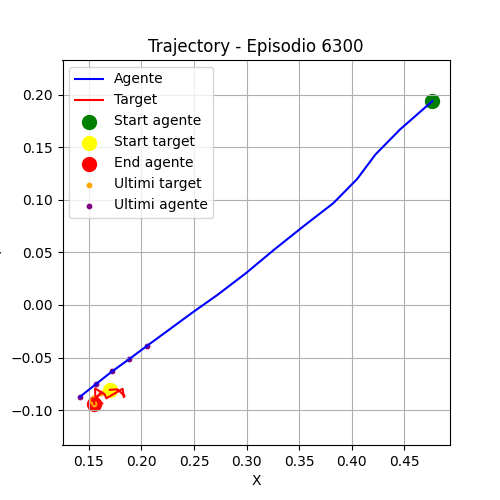 Trajectory - Episodio 6300
Agente
Target
Start agente
Start target
End agente
Ultimi target
Ultimi agente
0.20
0.15
0.10
0.05
0.00
−0.05
−0.10
0.15 0.20 0.25 0.30 0.35 0.40 0.45
X